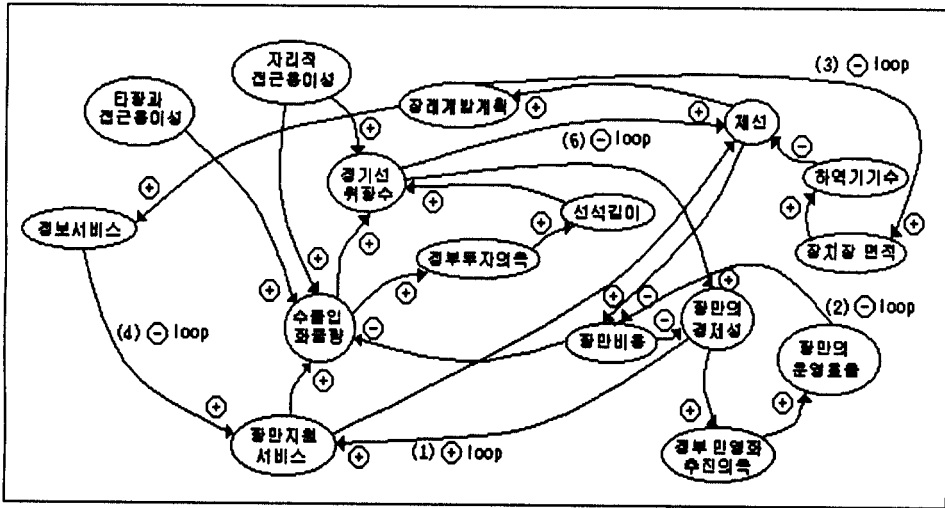 지리적
접근용이성
(3) ⊖ loop
타항과
접근용이성
장래개발계획
⊕
⊕
체선
⊕
(6) ⊖ loop
⊖
정기선
취항수
하역기기수
⊕
⊕
선석길이
⊕
⊕
정보서비스
⊕
⊕
정부투자의욕
장치장 면적
⊕
⊕
⊕
⊕
⊕
⊖
⊕
수출입
화물량
⊖
항만비용
⊖
항만의
경제성
(2) ⊖ loop
(4) ⊖ loop
항만의
운영효율
⊕
⊕
⊕
⊕
항만지원
서비스
⊕
(1) ⊕ loop
정부 민영화
추진의욕